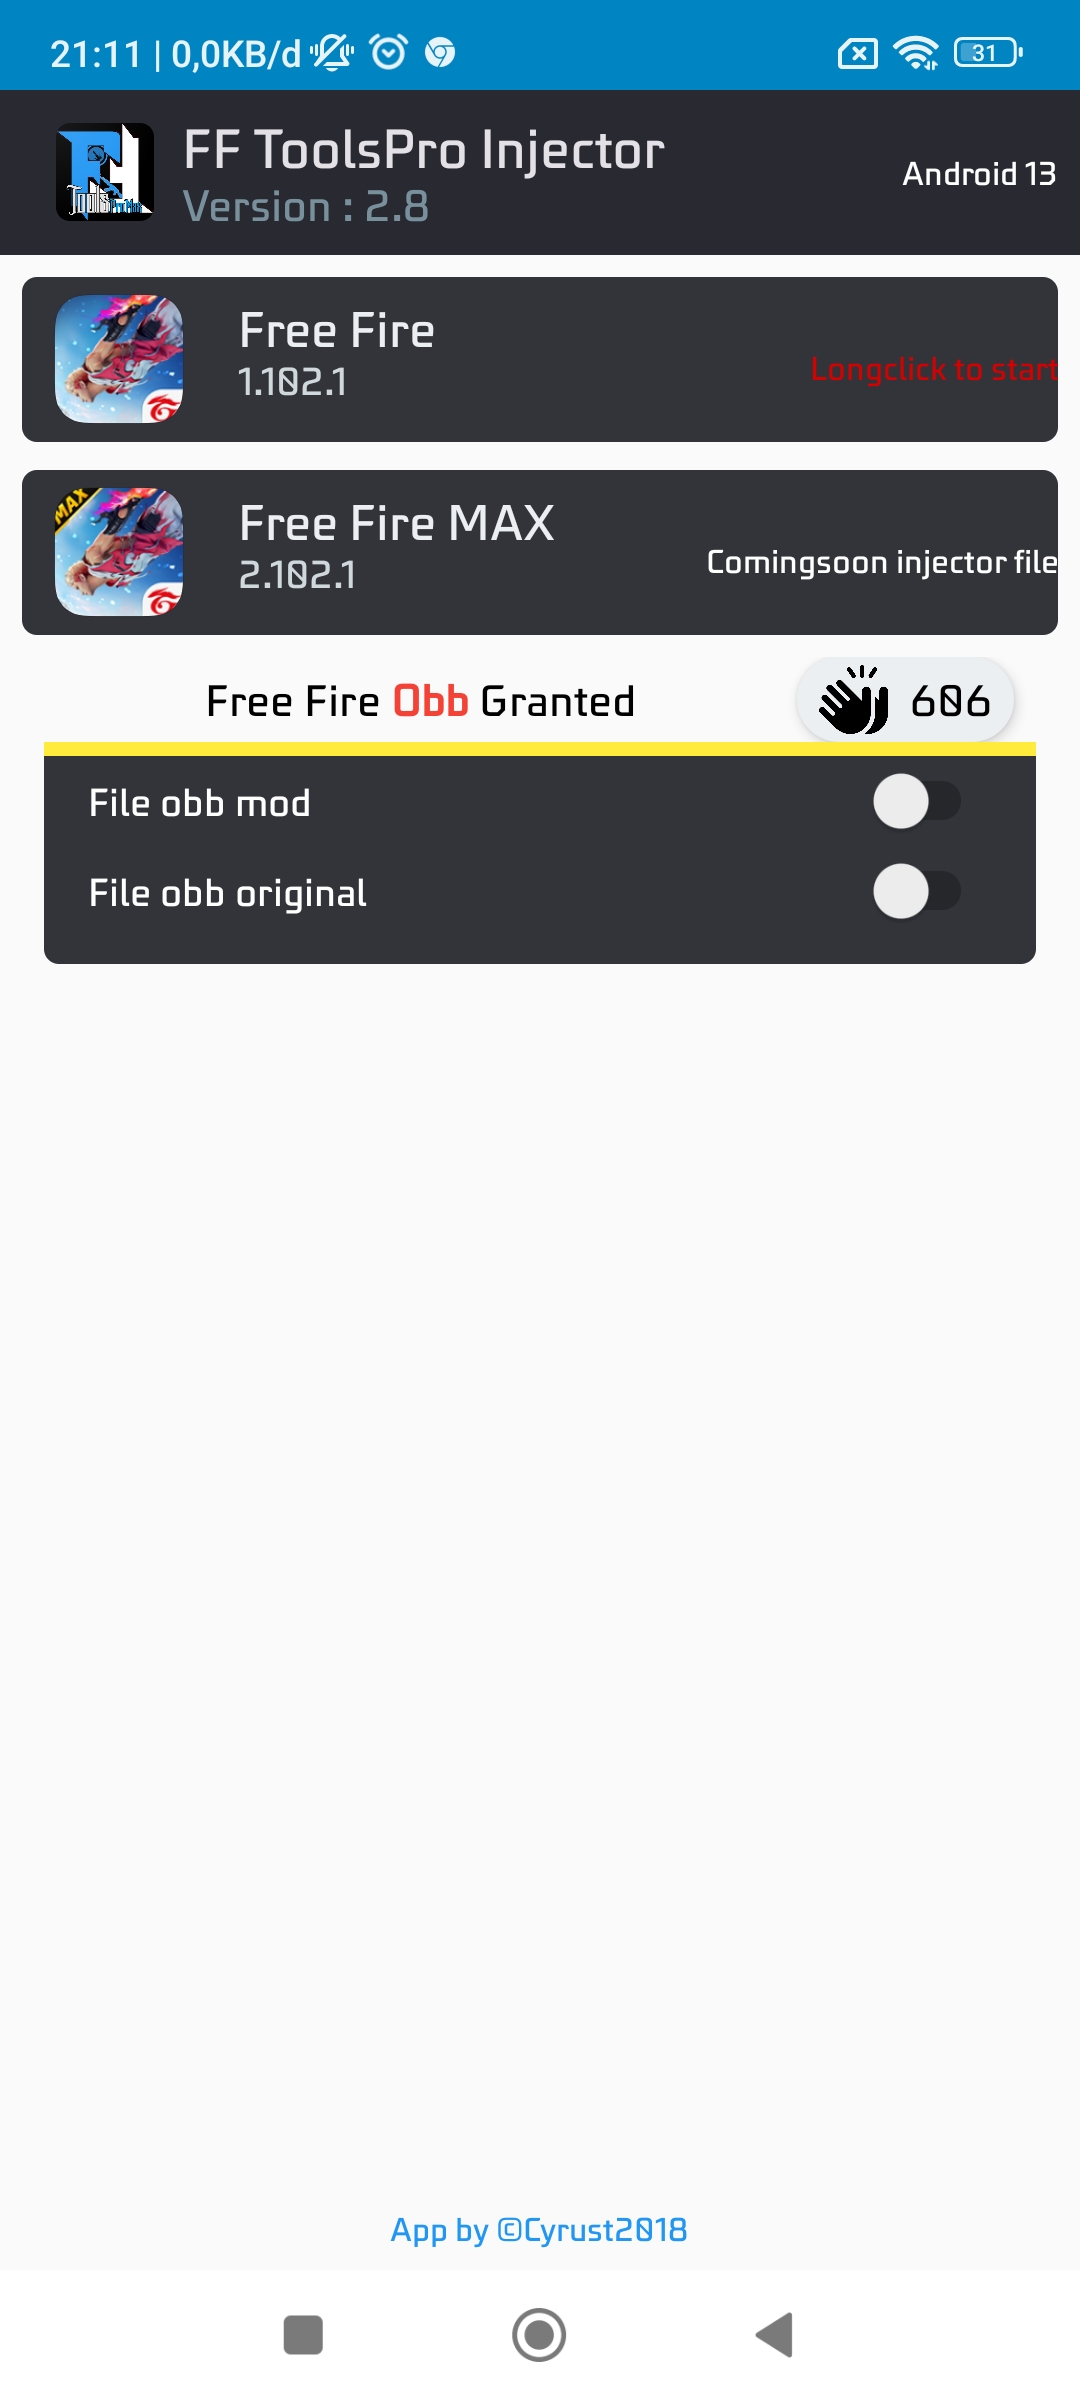 21:11 | 0,0KB/d
31
FF ToolsPro Injector
Version : 2.8
Android 13
Free Fire
1.102.1
Longclick to start
MAX
Free Fire MAX
2.102.1
Comingsoon injector file
Free Fire Obb Granted
606
File obb mod
File obb original
App by ©Cyrust2018